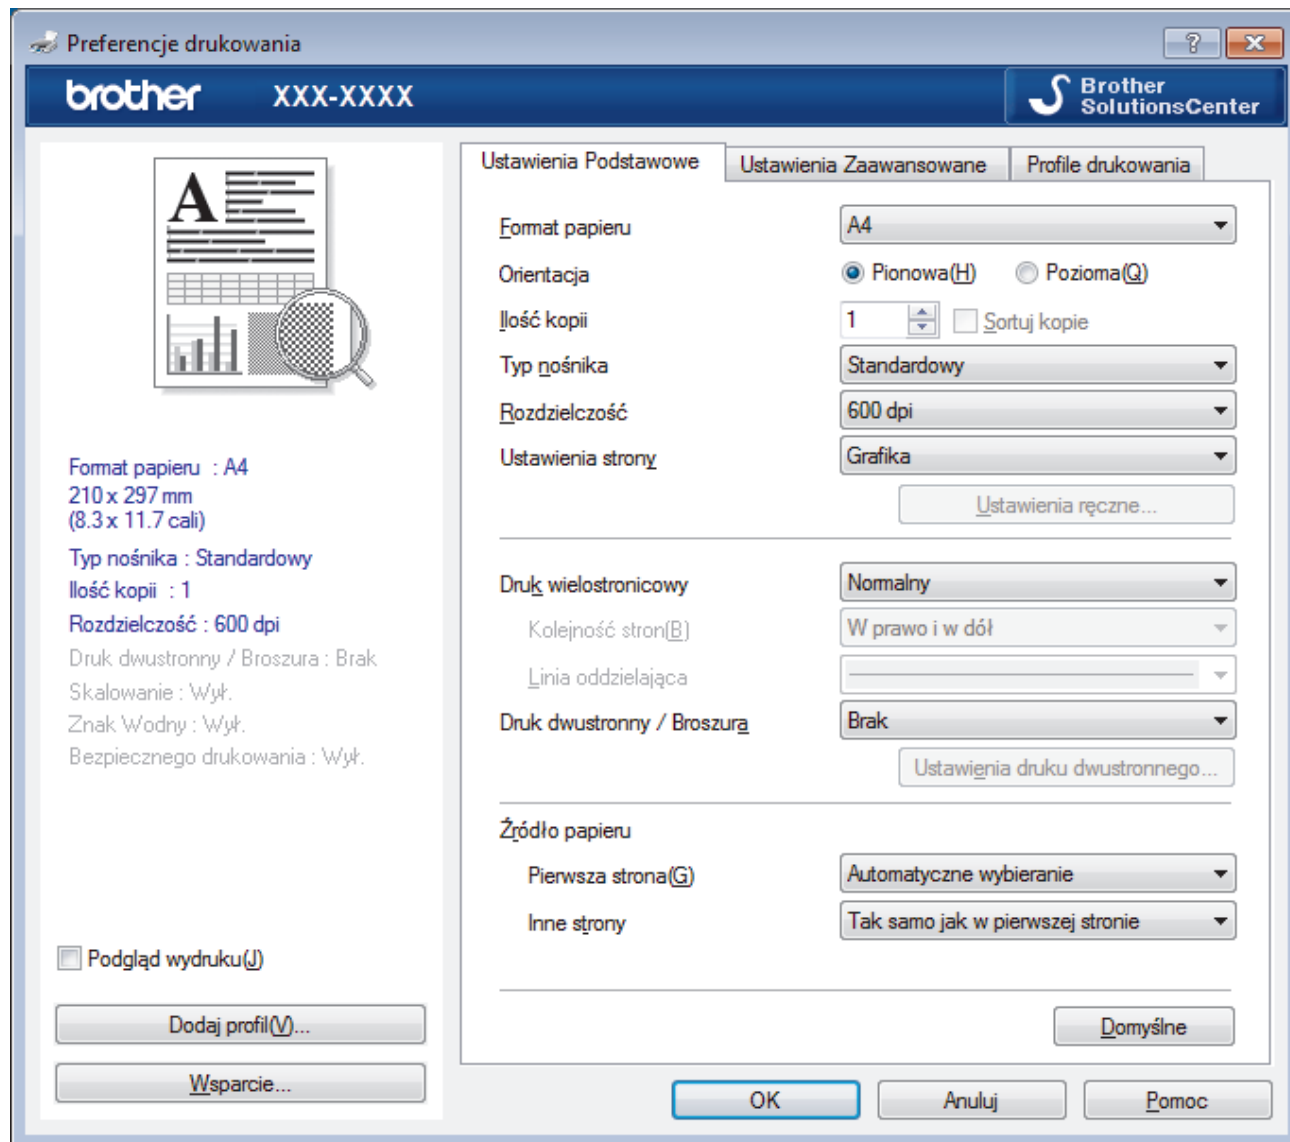 Preferencje drukowania
brother XXX-XXXX
Brother
SolutionsCenter
A
Format papieru : A4
210 x 297 mm
(8.3 x 11.7 cali)
Typ nośnika : Standardowy
Ilość kopii : 1
Rozdzielczość : 600 dpi
Druk dwustronny / Broszura : Brak
Skalowanie : Wył.
Znak Wodny : Wył.
Bezpiecznego drukowania : Wył.
Podgląd wydruku(J)
Dodaj profil(V)...
Wsparcie...
Ustawienia Podstawowe Ustawienia Zaawansowane Profile drukowania
Format papieru A4
Orientacja Pionowa(H) Pozioma(Q)
Ilość kopii 1 Sortuj kopie
Typ nośnika Standardowy
Rozdzielczość 600 dpi
Ustawienia strony Grafika
Ustawienia ręczne...
Druk wielostronicowy Normalny
Kolejność stron(B) W prawo i w dół
Linia oddzielająca
Druk dwustronny / Broszura Brak
Ustawienia druku dwustronnego...
Źródło papieru
Pierwsza strona(G) Automatyczne wybieranie
Inne strony Tak samo jak w pierwszej stronie
Domyślne
OK Anuluj Pomoc